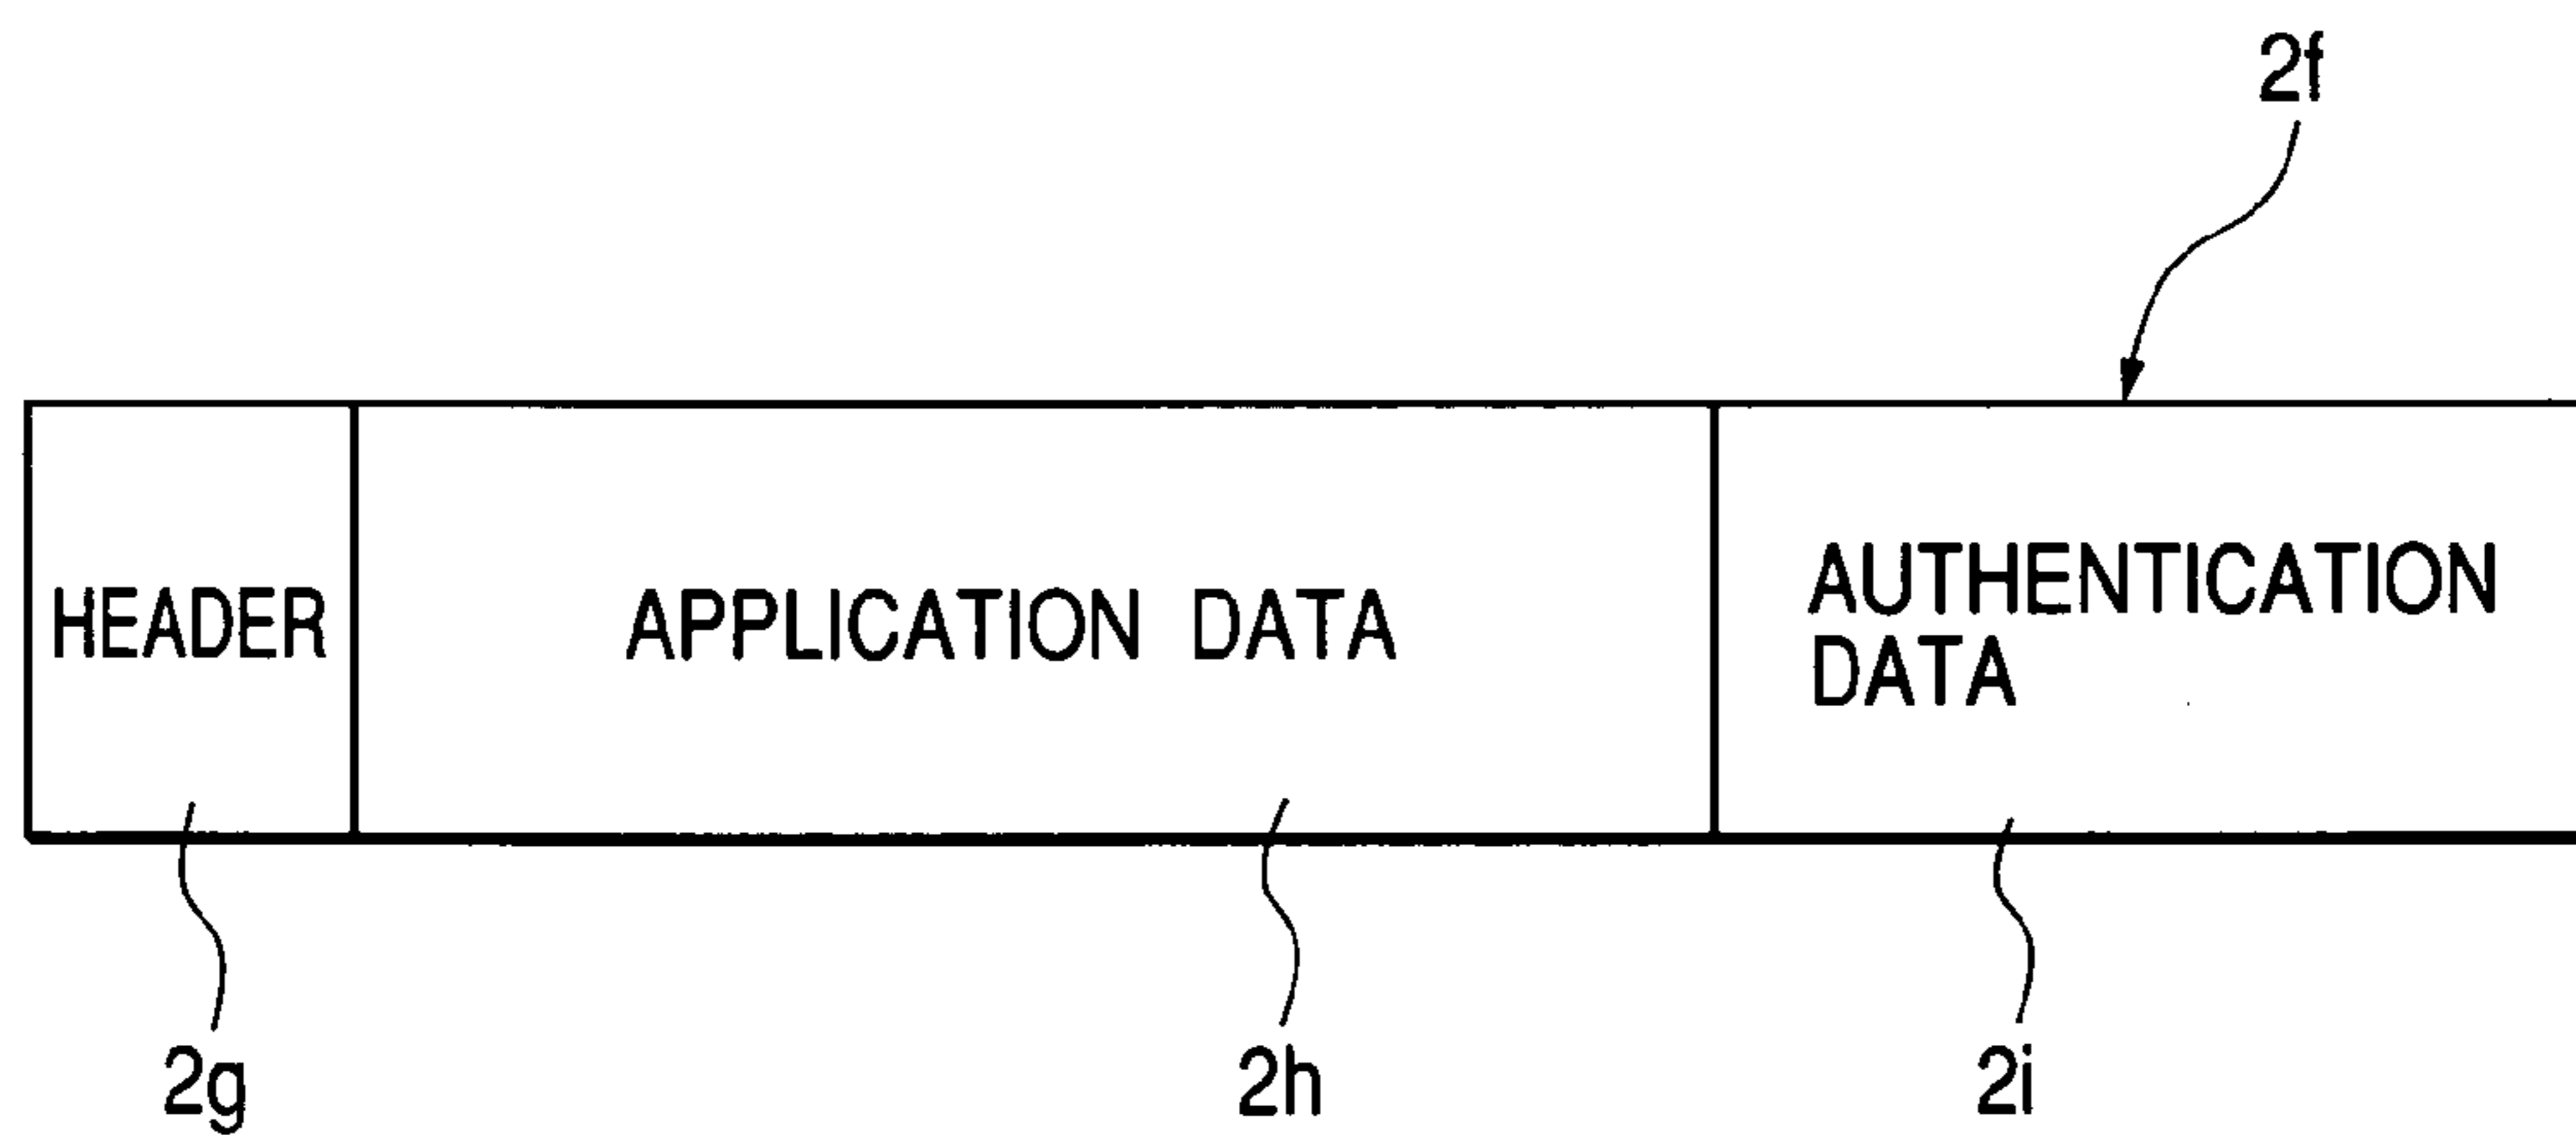 2f
HEADER
APPLICATION DATA
AUTHENTICATION
DATA
2g
2h
2i